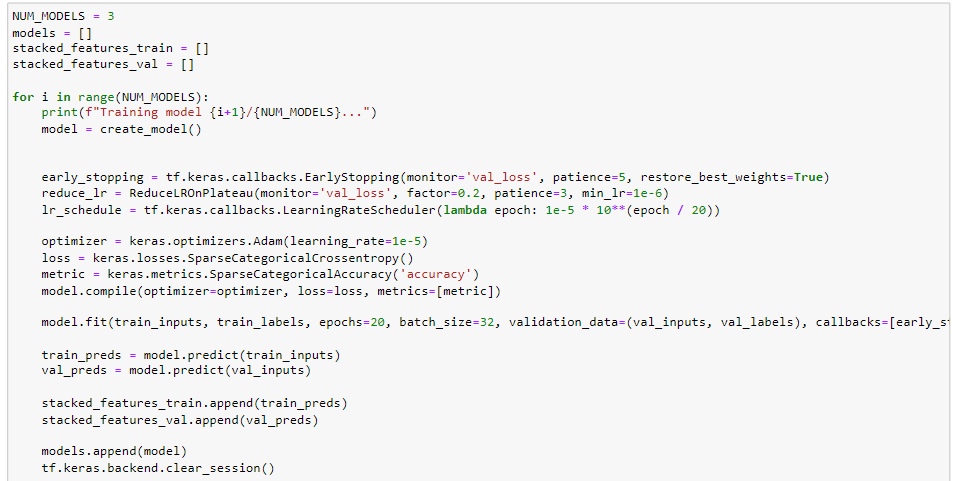 NUM_MODELS = 3
models = []
stacked_features_train = []
stacked_features_val = []
for i in range(NUM_MODELS):
    print(f"Training model {i+1}/{NUM_MODELS}...")
    model = create_model()
    early_stopping = tf.keras.callbacks.EarlyStopping(monitor='val_loss', patience=5, restore_best_weights=True)
    reduce_lr = ReduceLROnPlateau(monitor='val_loss', factor=0.2, patience=3, min_lr=1e-6)
    lr_schedule = tf.keras.callbacks.LearningRateScheduler(lambda epoch: 1e-5 * 10**(epoch / 20))
    optimizer = keras.optimizers.Adam(learning_rate=1e-5)
    loss = keras.losses.SparseCategoricalCrossentropy()
    metric = keras.metrics.SparseCategoricalAccuracy('accuracy')
    model.compile(optimizer=optimizer, loss=loss, metrics=[metric])
    model.fit(train_inputs, train_labels, epochs=20, batch_size=32, validation_data=(val_inputs, val_labels), callbacks=[early_s
    train_preds = model.predict(train_inputs)
    val_preds = model.predict(val_inputs)
    stacked_features_train.append(train_preds)
    stacked_features_val.append(val_preds)
    models.append(model)
    tf.keras.backend.clear_session()